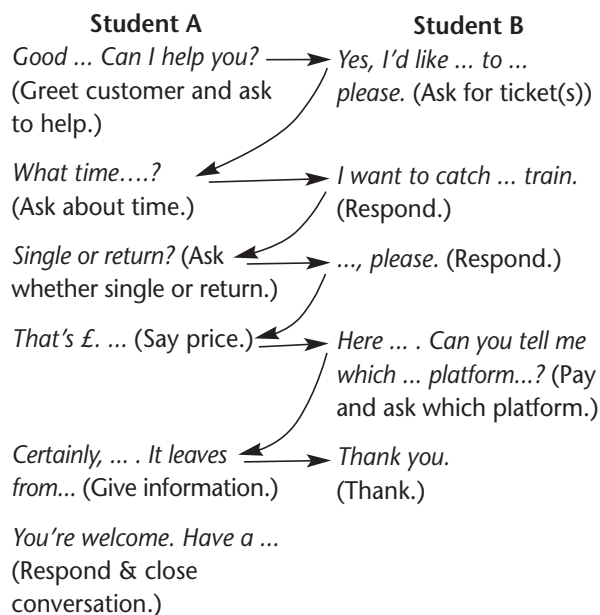 Student A
Student B
Good ... Can I help you?
(Greet customer and ask
to help.)
Yes, I'd like ... to ...
please. (Ask for ticket(s))
What time....?
(Ask about time.)
I want to catch ... train.
(Respond.)
Single or return? (Ask
whether single or return.)
..., please. (Respond.)
That's £. ... (Say price.)
Here ... . Can you tell me
which ... platform...? (Pay
and ask which platform.)
Certainly, ... . It leaves
from... (Give information.)
Thank you.
(Thank.)
You're welcome. Have a ...
(Respond & close
conversation.)